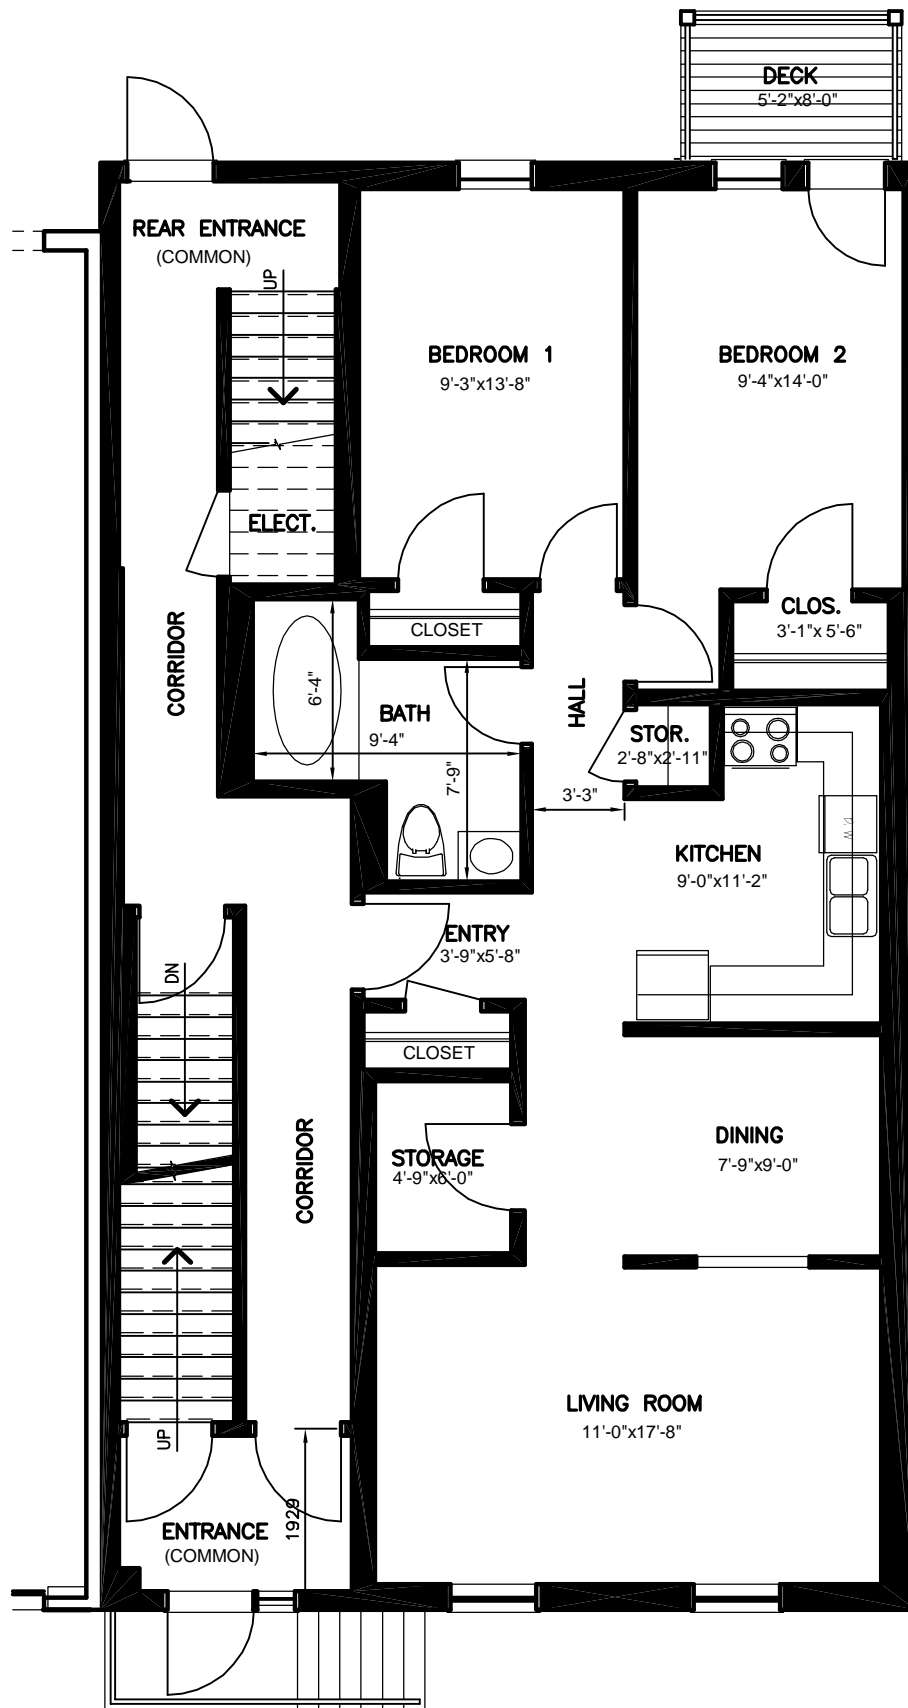 DECK
5'-2"x8'-0"
REAR ENTRANCE
(COMMON)
UP
BEDROOM 1
9'-3"x13'-8"
BEDROOM 2
9'-4"x14'-0"
ELECT.
CORRIDOR
CLOSET
CLOS.
3'-1"x 5'-6"
6'-4"
BATH
9'-4"
7'-9"
HALL
STOR.
2'-8"x2'-11"
3'-3"
D.W
KITCHEN
9'-0"x11'-2"
ENTRY
3'-9"x5'-8"
DN
CLOSET
CORRIDOR
STORAGE
4'-9"x6'-0"
DINING
7'-9"x9'-0"
LIVING ROOM
11'-0"x17'-8"
UP
1929
ENTRANCE
(COMMON)